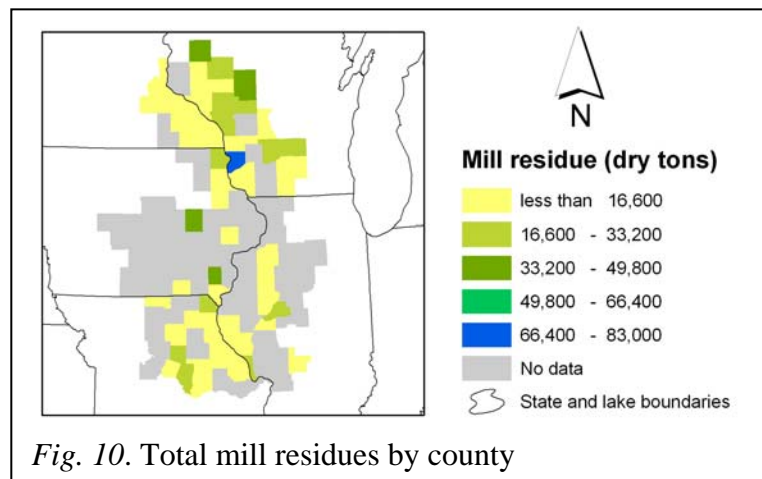 N
Mill residue (dry tons)
less than 16,600
16,600 - 33,200
33,200 - 49,800
49,800 - 66,400
66,400 - 83,000
No data
State and lake boundaries
Fig. 10. Total mill residues by county